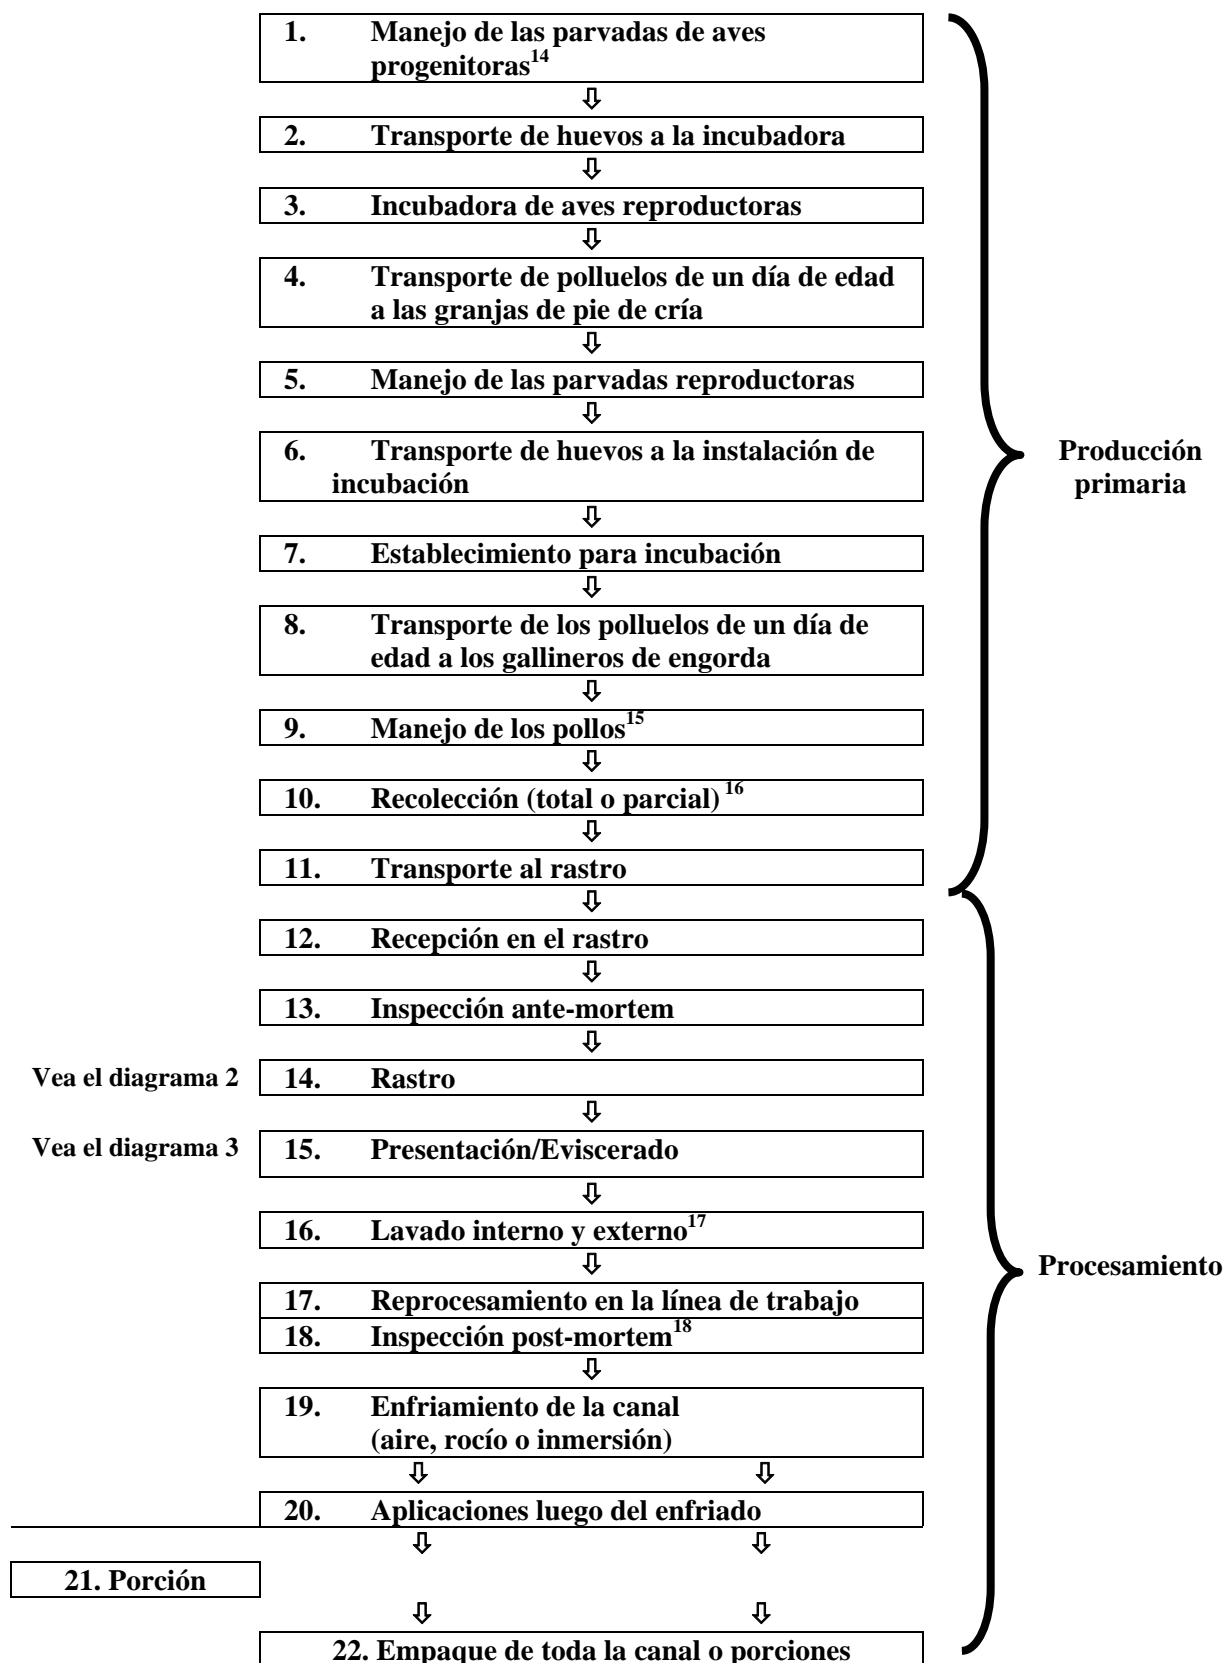 1. Manejo de las parvadas de aves
progenitoras14
2. Transporte de huevos a la incubadora
3. Incubadora de aves reproductoras
4. Transporte de polluelos de un día de edad
a las granjas de pie de cría
5. Manejo de las parvadas reproductoras
6. Transporte de huevos a la instalación de
incubación
Producción
primaria
7. Establecimiento para incubación
8. Transporte de los polluelos de un día de
edad a los gallineros de engorda
9. Manejo de los pollos15
10. Recolección (total o parcial) 16
11. Transporte al rastro
12. Recepción en el rastro
13. Inspección ante-mortem
Vea el diagrama 2
14. Rastro
Vea el diagrama 3
15. Presentación/Eviscerado
16. Lavado interno y externo17
Procesamiento
17. Reprocesamiento en la línea de trabajo
18. Inspección post-mortem18
19. Enfriamiento de la canal
(aire, rocío o inmersión)
20. Aplicaciones luego del enfriado
21. Porción
22. Empaque de toda la canal o porciones